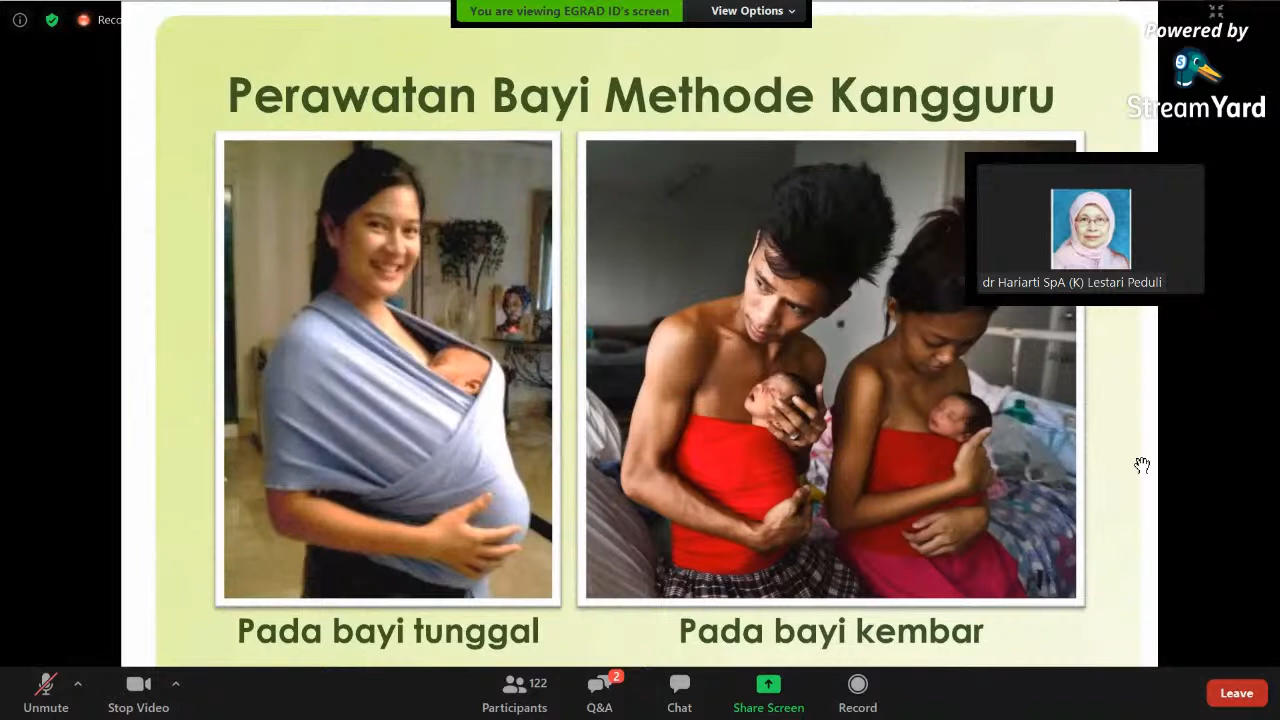 Reco
You are viewing EGRAD ID's screen
View Options
Powered by
S
StreamYard
Perawatan Bayi Methode Kangguru
dr Hariarti SpA (K) Lestari Peduli
Pada bayi tunggal
Pada bayi kembar
Unmute
Stop Video
122
Participants
2
Q&A
Chat
Share Screen
Record
Leave